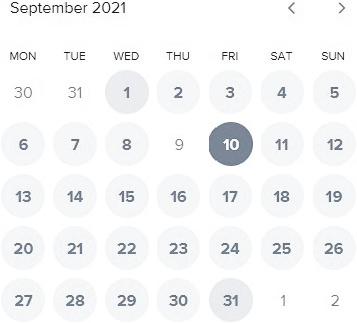 September 2021
MON TUE WED THU FRI SAT SUN
30 31 1 2 3 4 5
6 7 8 9 10 11 12
13 14 15 16 17 18 19
20 21 22 23 24 25 26
27 28 29 30 31 1 2